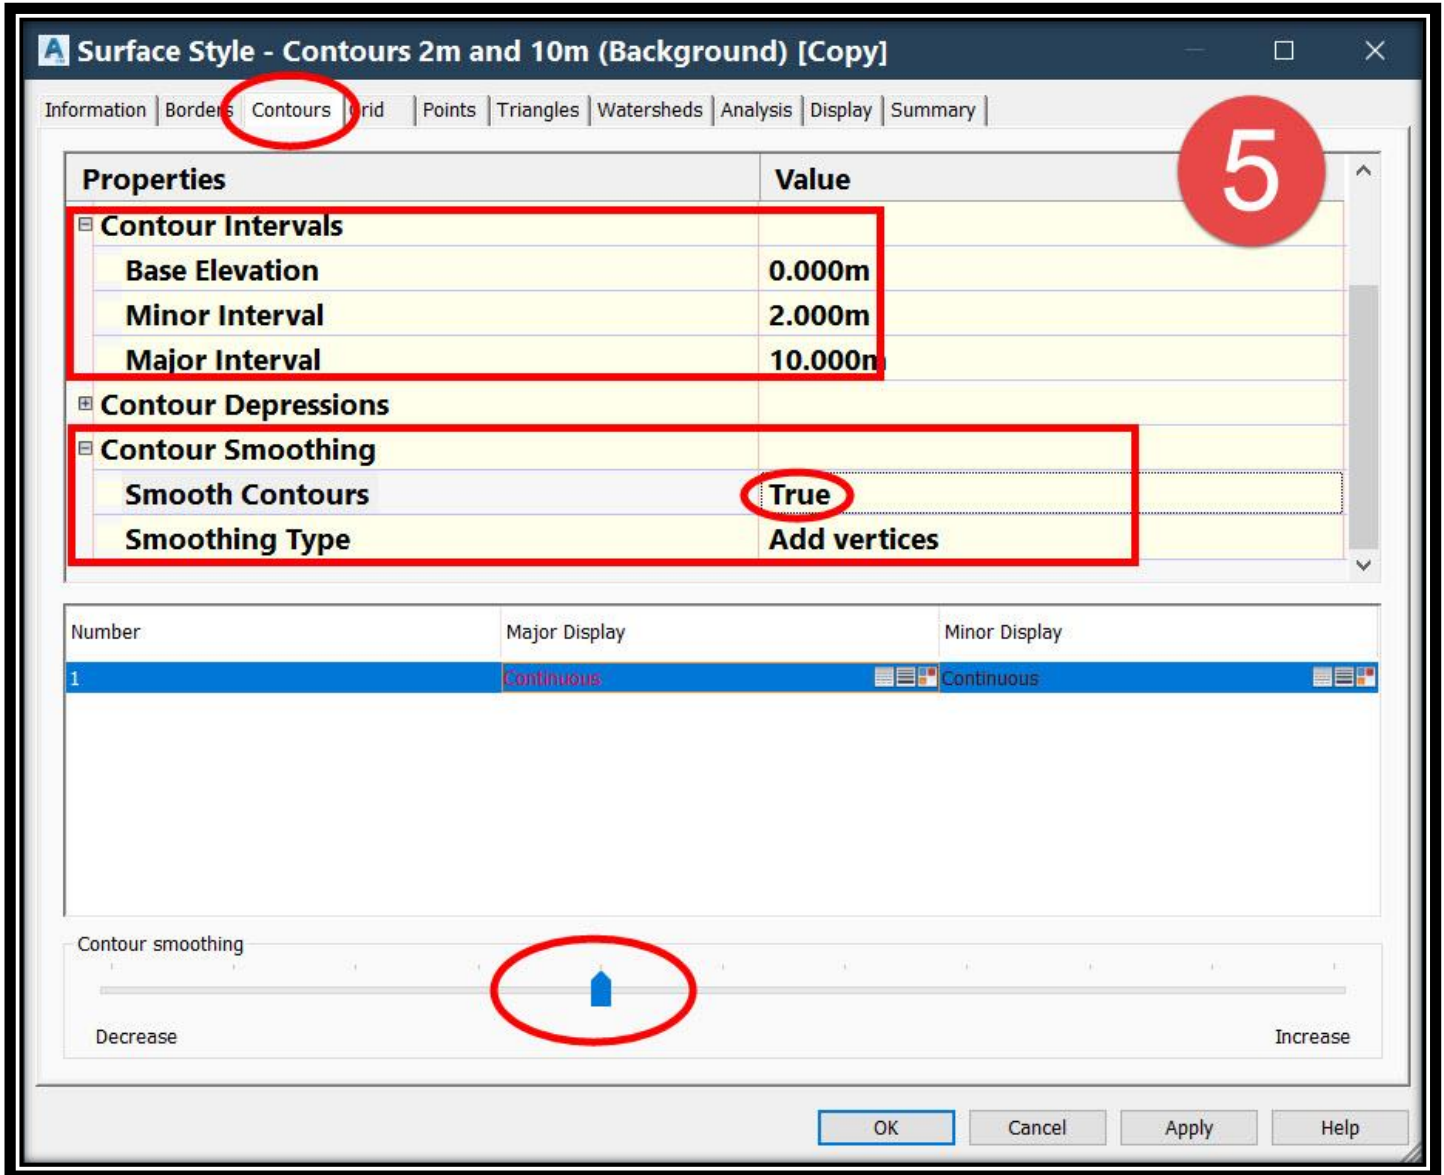 Surface Style - Contours 2m and 10m (Background) [Copy]
Information Borders Contours Grid Points Triangles Watersheds Analysis Display Summary
5
Properties Value
Contour Intervals
Base Elevation 0.000m
Minor Interval 2.000m
Major Interval 10.000m
Contour Depressions
Contour Smoothing
Smooth Contours True
Smoothing Type Add vertices
Number Major Display Minor Display
1 Continuous Continuous
Contour smoothing
Decrease Increase
OK Cancel Apply Help